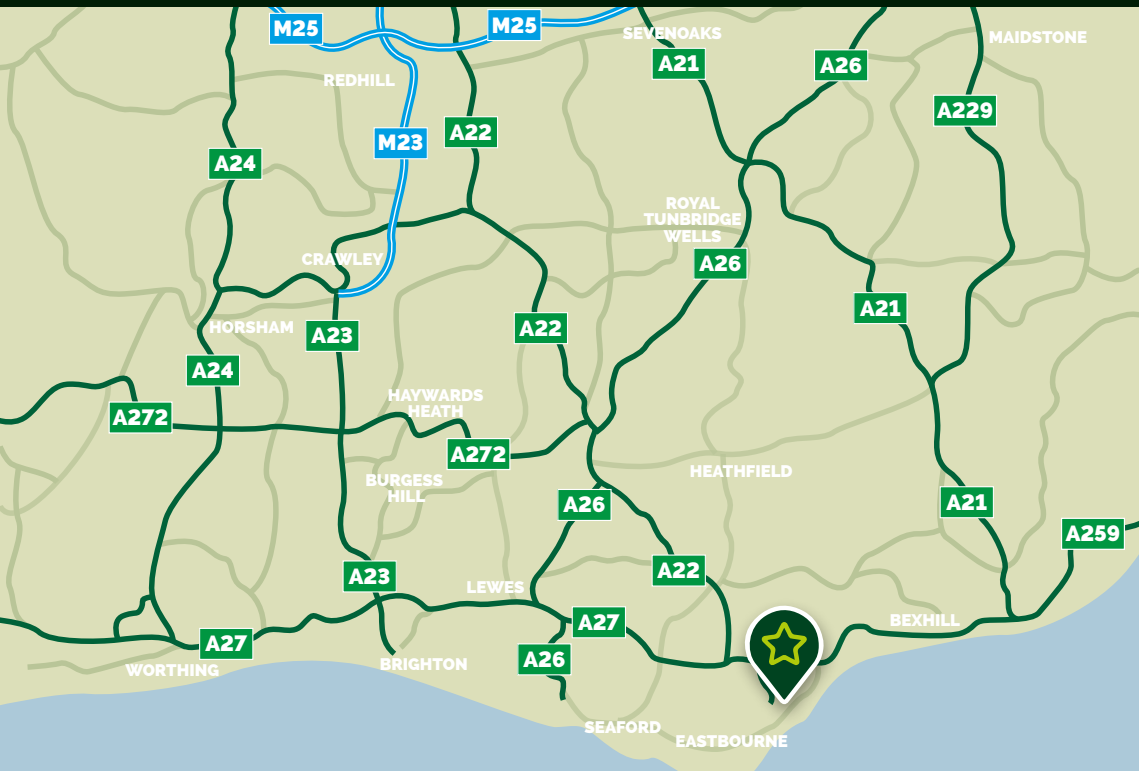 M25
M25
SEVENOAKS
MAIDSTONE
A21
A26
REDHILL
A229
A22
M23
A24
ROYAL
TUNBRIDGE
WELLS
CRAWLEY
A26
A21
HORSHAM
A23
A22
A24
HAYWARDS
HEATH
A272
A272
HEATHFIELD
BURGESS
HILL
A26
A21
A259
A22
A23
LEWES
A27
BEXHILL
A27
A26
WORTHING
BRIGHTON
SEAFORD
EASTBOURNE